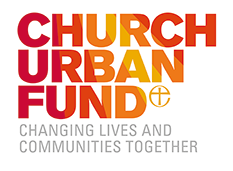 CHURCH
URBAN
FUND
CHANGING LIVES AND
COMMUNITIES TOGETHER